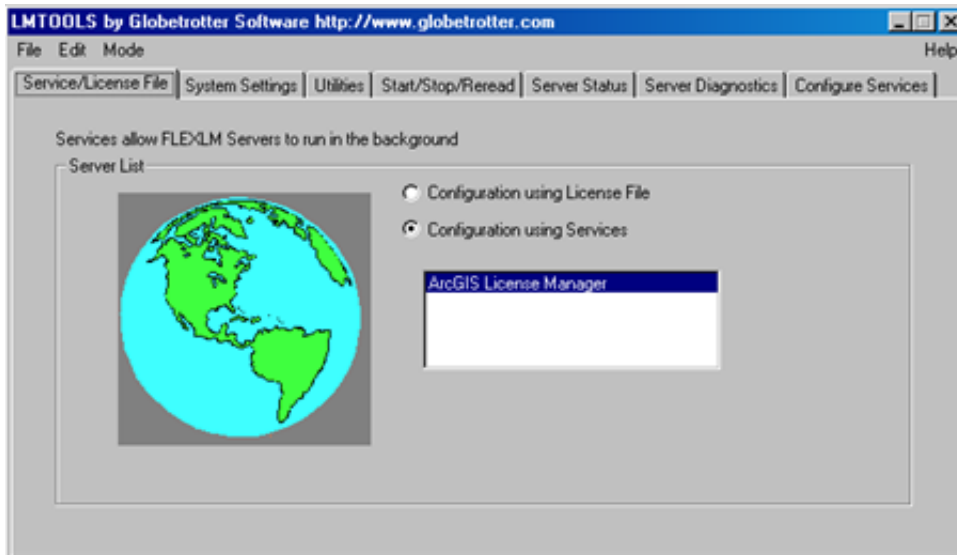 LMTOOLS by Globetrotter Software http://www.globetrotter.com
File Edit Mode Help
Service/License File System Settings Utilities Start/Stop/Reread Server Status Server Diagnostics Configure Services
Services allow FLEXLM Servers to run in the background
Server List
Configuration using License File
Configuration using Services
ArcGIS License Manager